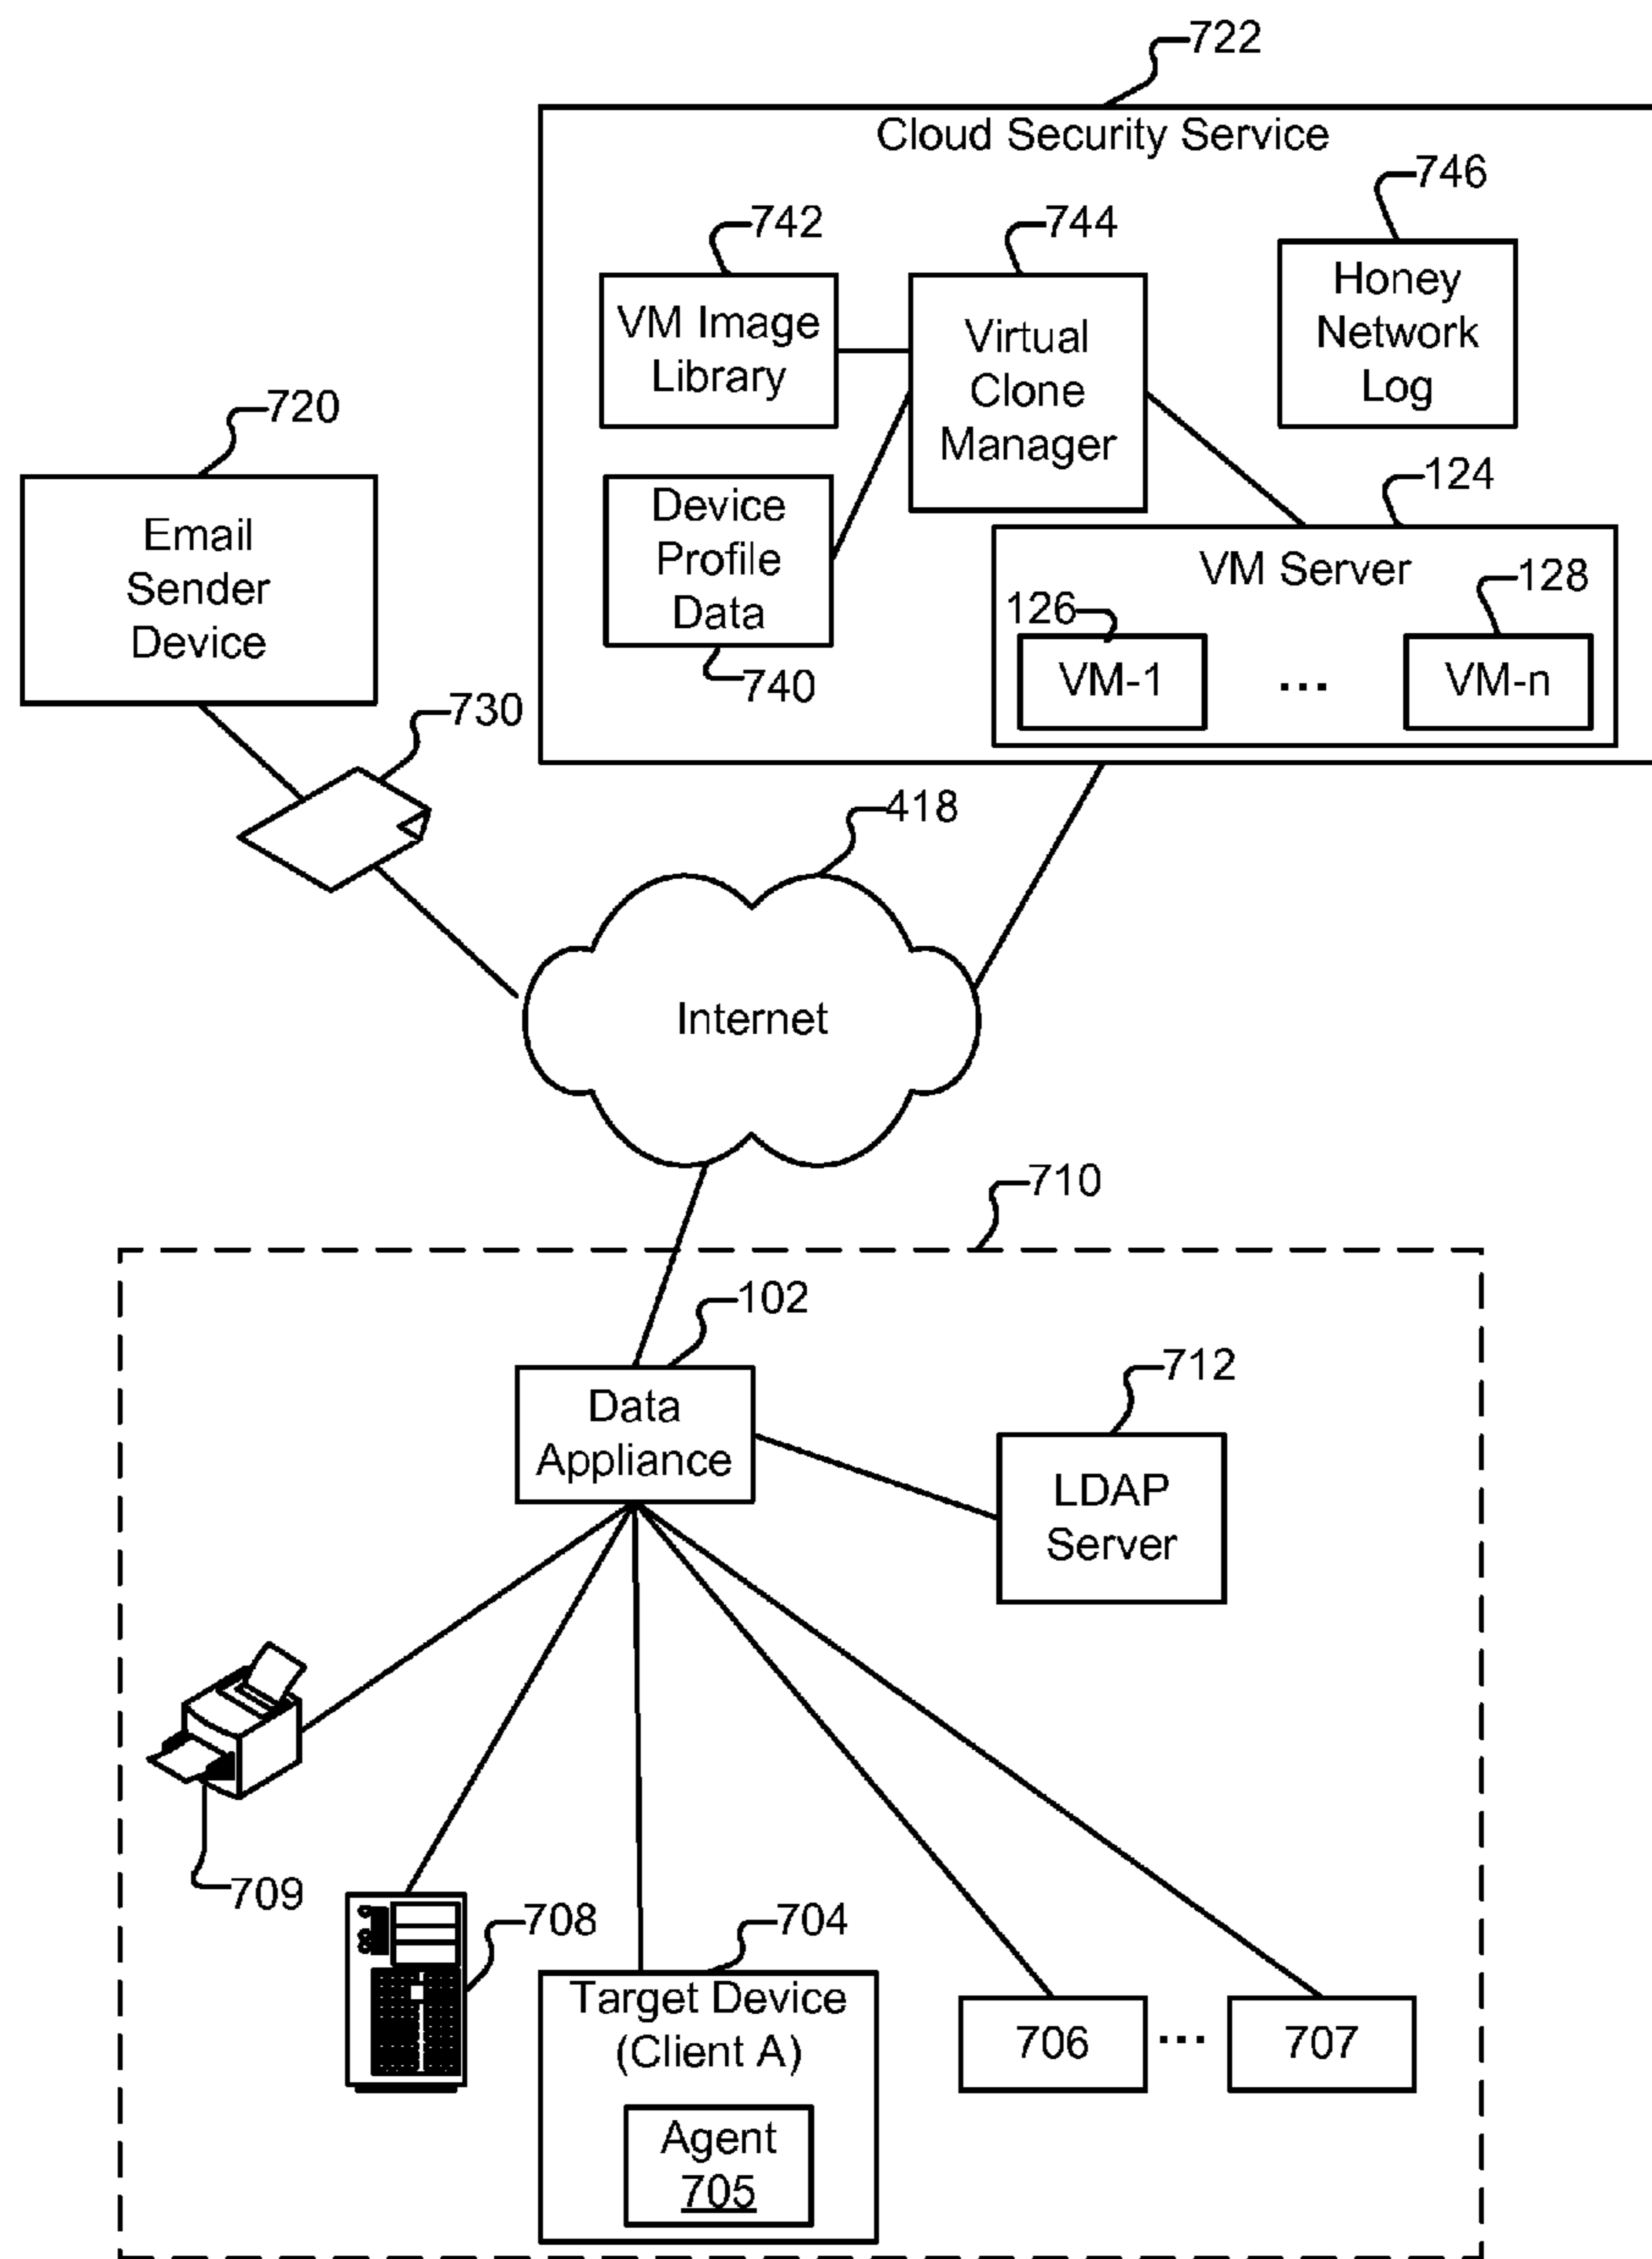 722
Cloud Security Service
746
742
744
Honey
Network
Log
VM Image
Library
Virtual
Clone
Manager
720
Email
Sender
Device
Device
Profile
Data
740
124
VM Server
126
128
VM-1
...
VM-n
730
418
Internet
710
102
Data
Appliance
712
LDAP
Server
709
708
704
Target Device
(Client A)
Agent
705
706
...
707